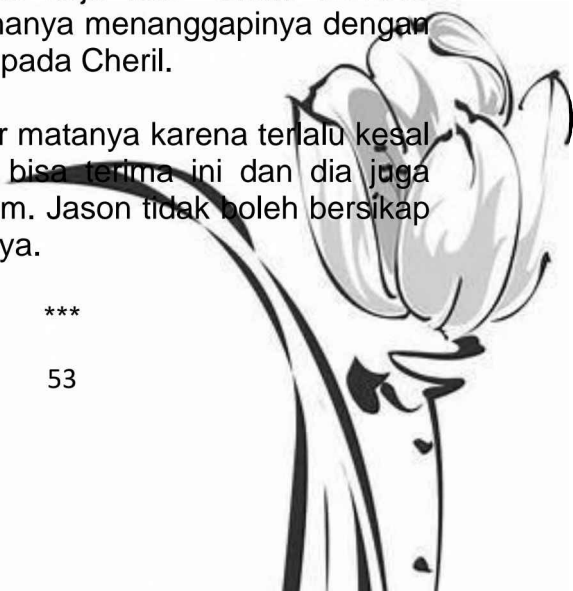 hanya menanggapinya dengan
pada Cheril.
r matanya karena terlalu kesal
bisa terima ini dan dia juga
m. Jason tidak boleh bersikap
ya.
***
53